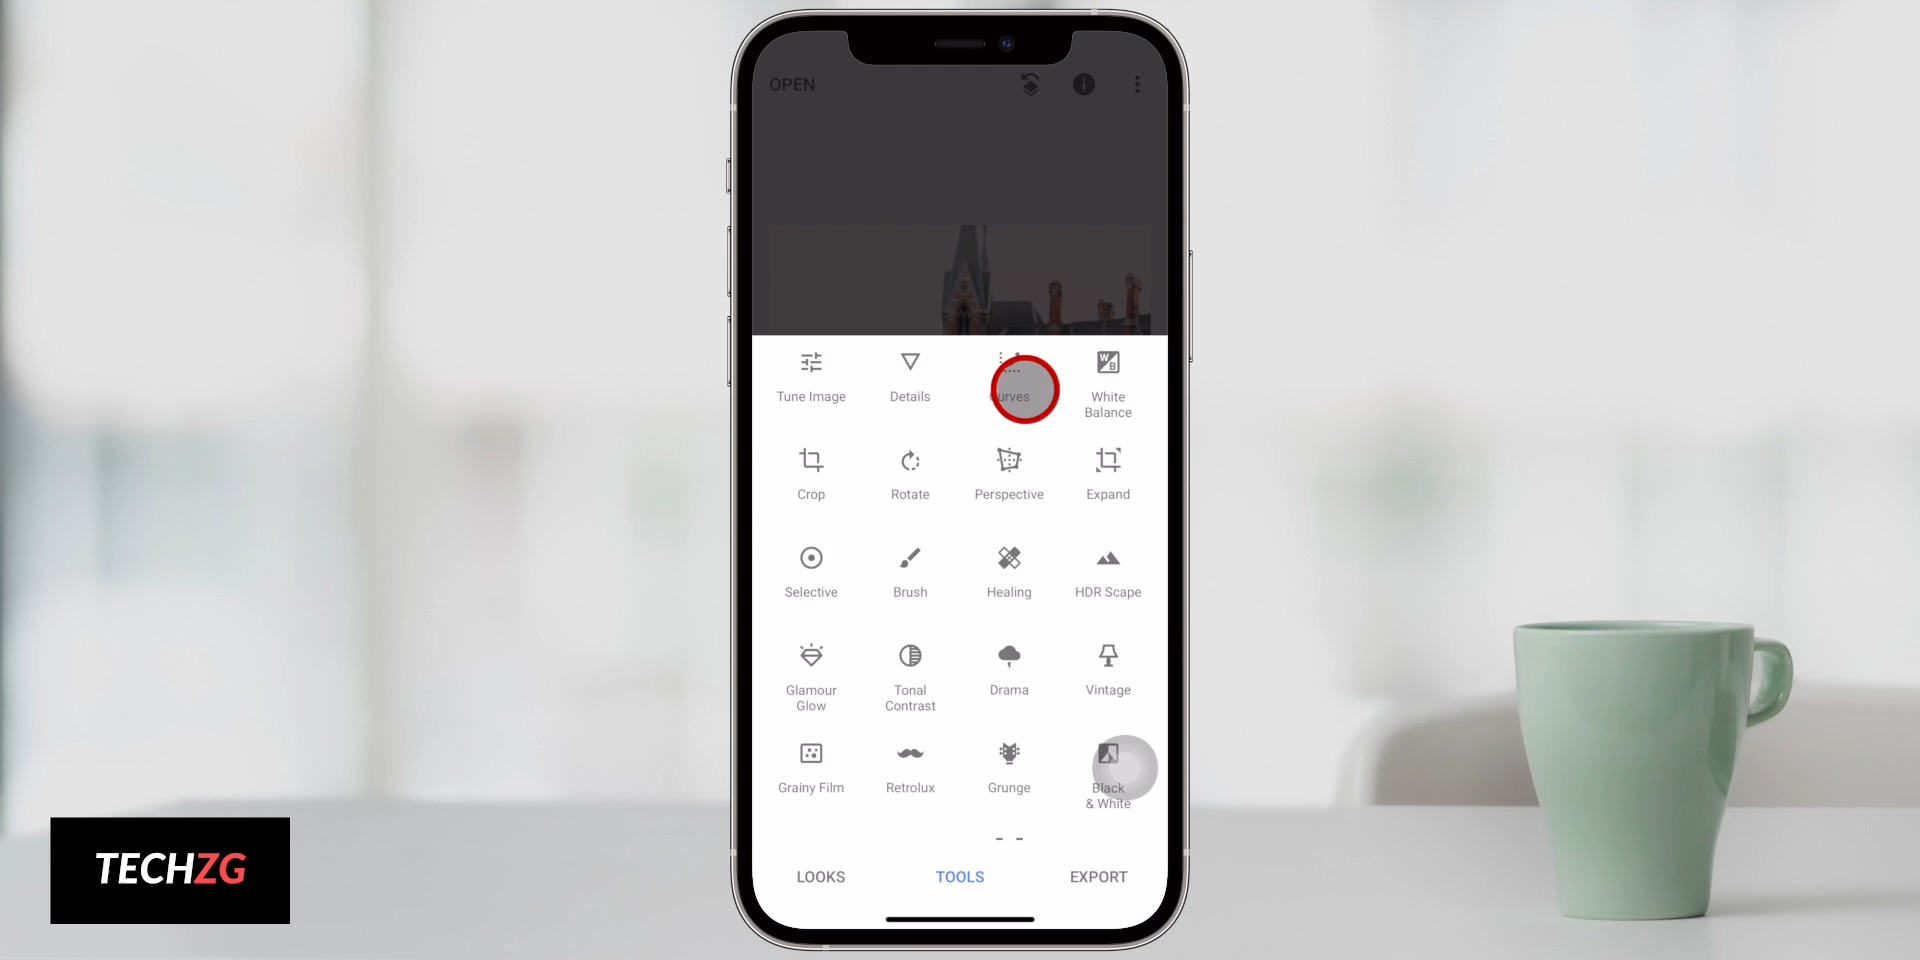 OPEN
Tune Image
Details
Curves
White
Balance
Crop
Rotate
Perspective
Expand
Selective
Brush
Healing
HDR Scape
Glamour
Glow
Tonal
Contrast
Drama
Vintage
Grainy Film
Retrolux
Grunge
Black
& White
LOOKS
TOOLS
EXPORT
TECHZG